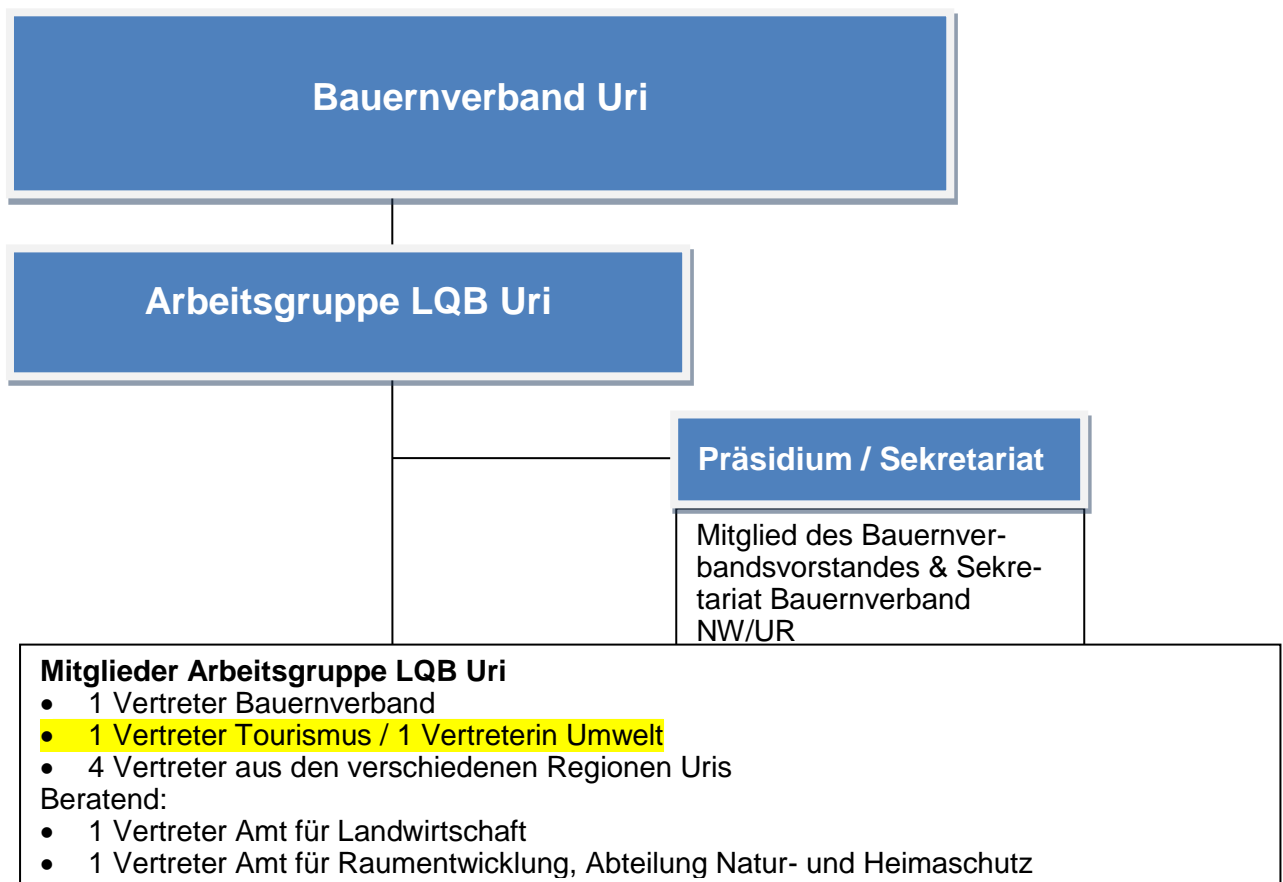 Bauernverband Uri
Arbeitsgruppe LQB Uri
Präsidium / Sekretariat
Mitglied des Bauernver-
bandsvorstandes & Sekre-
tariat Bauernverband
NW/UR
Mitglieder Arbeitsgruppe LQB Uri
• 1 Vertreter Bauernverband
• 1 Vertreter Tourismus / 1 Vertreterin Umwelt
• 4 Vertreter aus den verschiedenen Regionen Uris
Beratend:
• 1 Vertreter Amt für Landwirtschaft
• 1 Vertreter Amt für Raumentwicklung, Abteilung Natur- und Heimaschutz